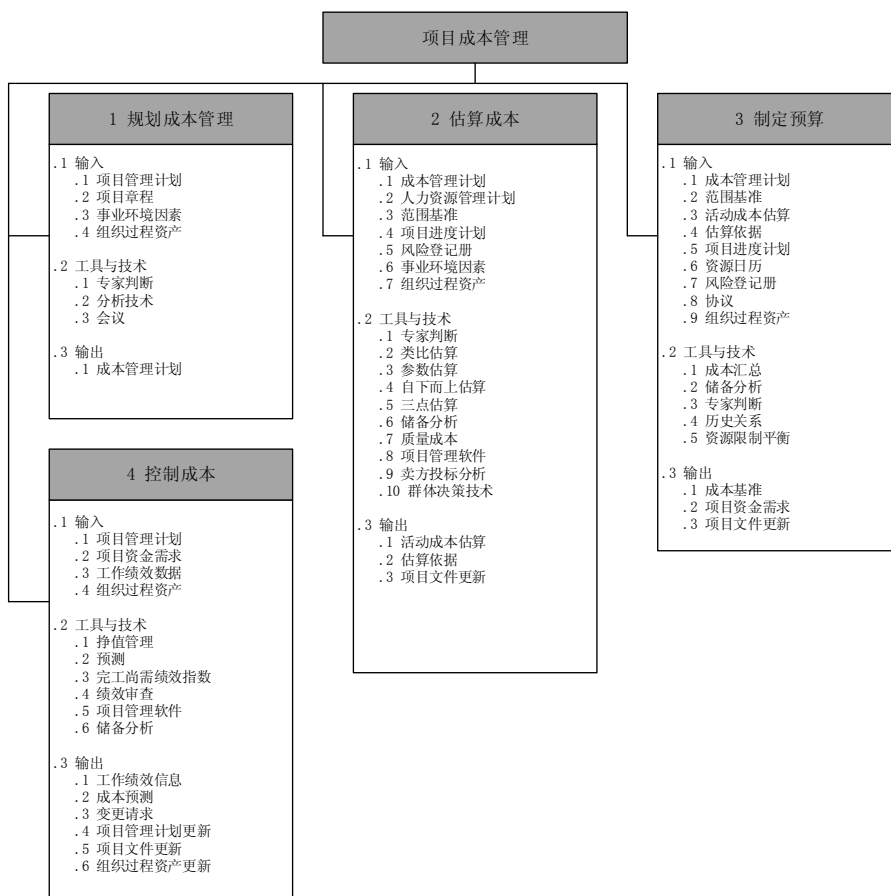 项目成本管理
1 规划成本管理
.1 输入
.1 项目管理计划
.2 项目章程
.3 事业环境因素
.4 组织过程资产
.2 工具与技术
.1 专家判断
.2 分析技术
.3 会议
.3 输出
.1 成本管理计划
2 估算成本
.1 输入
.1 成本管理计划
.2 人力资源管理计划
.3 范围基准
.4 项目进度计划
.5 风险登记册
.6 事业环境因素
.7 组织过程资产
.2 工具与技术
.1 专家判断
.2 类比估算
.3 参数估算
.4 自下而上估算
.5 三点估算
.6 储备分析
.7 质量成本
.8 项目管理软件
.9 卖方投标分析
.10 群体决策技术
.3 输出
.1 活动成本估算
.2 估算依据
.3 项目文件更新
3 制定预算
.1 输入
.1 成本管理计划
.2 范围基准
.3 活动成本估算
.4 估算依据
.5 项目进度计划
.6 资源日历
.7 风险登记册
.8 协议
.9 组织过程资产
.2 工具与技术
.1 成本汇总
.2 储备分析
.3 专家判断
.4 历史关系
.5 资源限制平衡
.3 输出
.1 成本基准
.2 项目资金需求
.3 项目文件更新
4 控制成本
.1 输入
.1 项目管理计划
.2 项目资金需求
.3 工作绩效数据
.4 组织过程资产
.2 工具与技术
.1 挣值管理
.2 预测
.3 完工尚需绩效指数
.4 绩效审查
.5 项目管理软件
.6 储备分析
.3 输出
.1 工作绩效信息
.2 成本预测
.3 变更请求
.4 项目管理计划更新
.5 项目文件更新
.6 组织过程资产更新